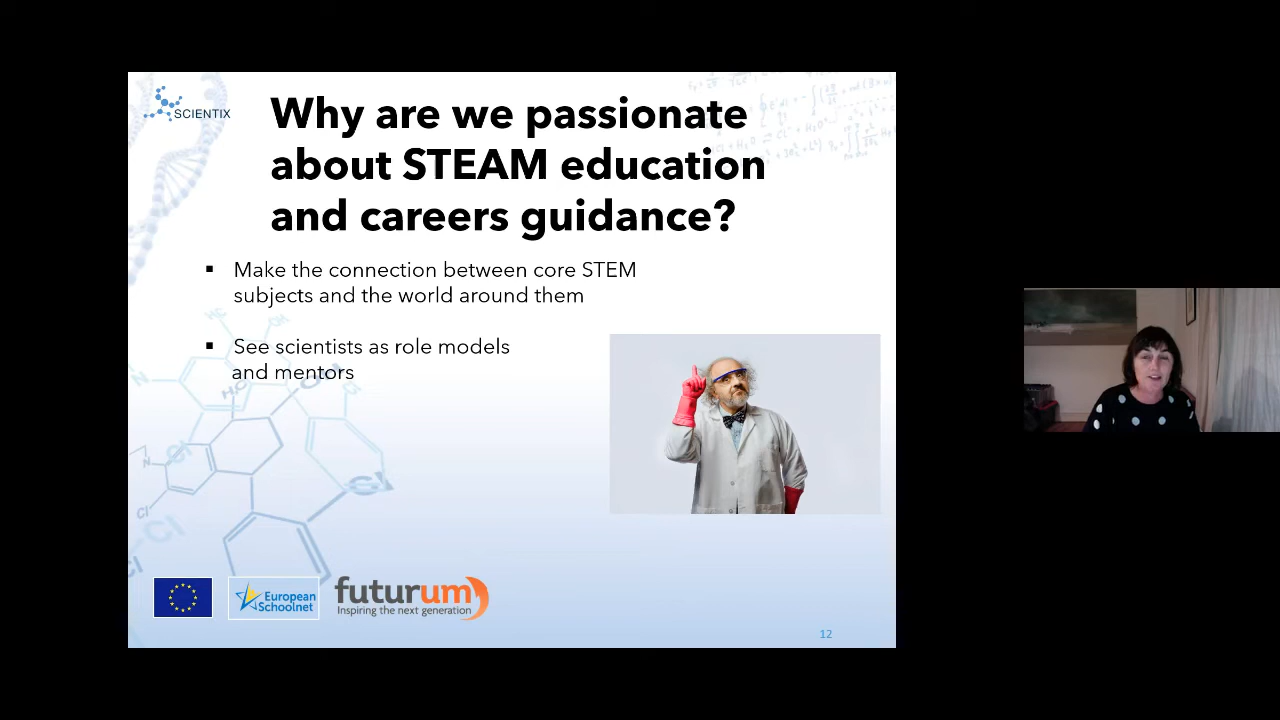 SCIENTIX
Why are we passionate
about STEAM education
and careers guidance?
▪ Make the connection between core STEM
subjects and the world around them
▪ See scientists as role models
and mentors
European
Schoolnet
futurum
Inspiring the next generation
12